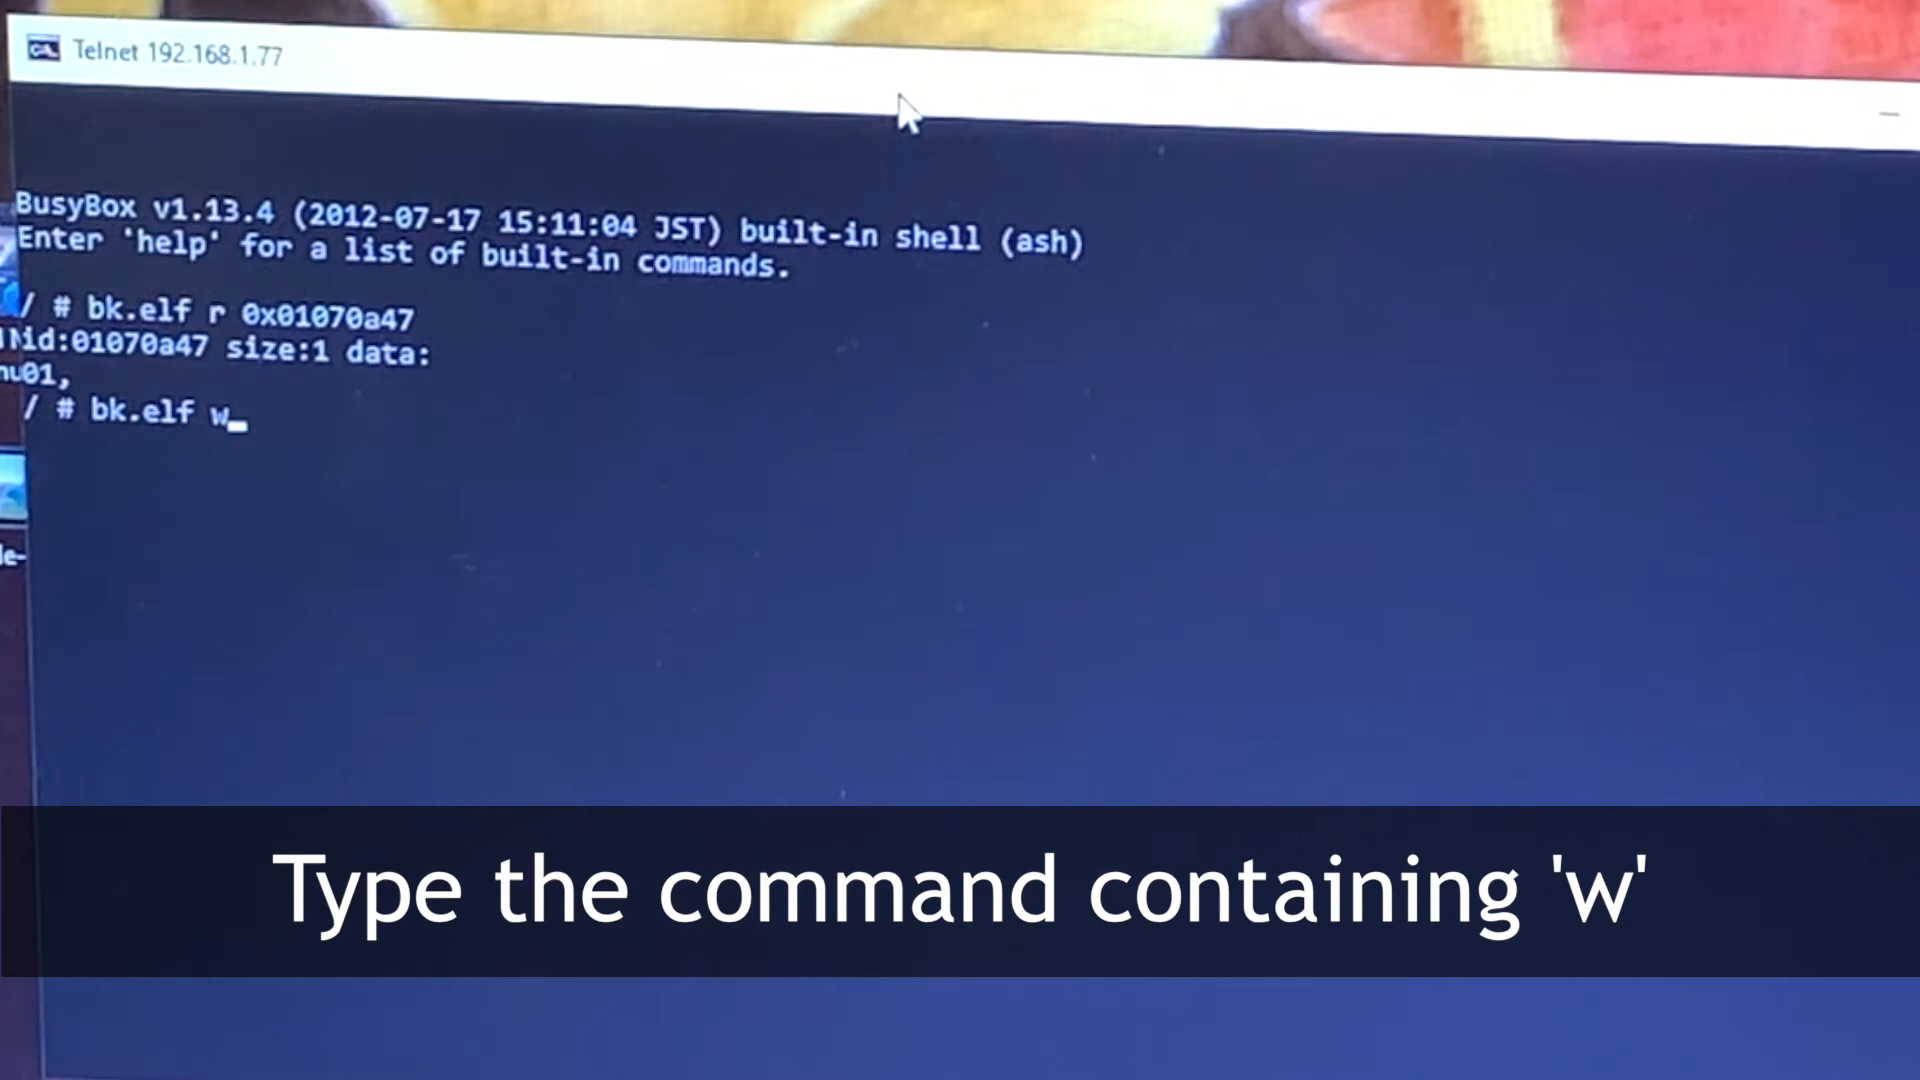 Telnet 192.168.1.77
BusyBox v1.13.4 (2012-07-17 15:11:04 JST) built-in shell (ash)
Enter 'help' for a list of built-in commands.
/ # bk.elf r 0x01070a47
id:01070a47 size:1 data:
01,
/ # bk.elf w_
Type the command containing 'w'